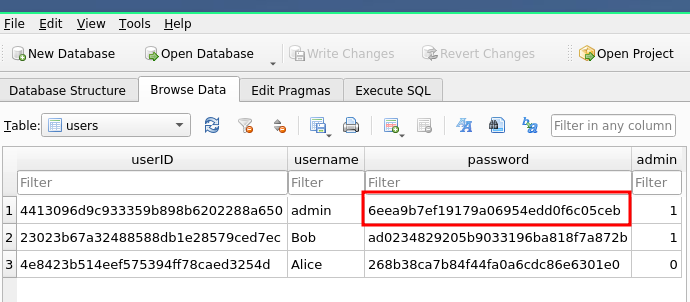 File Edit View Tools Help
New Database Open Database Write Changes Revert Changes Open Project
Database Structure Browse Data Edit Pragmas Execute SQL
Table: users Filter in any column
userID username password admin
Filter Filter Filter Filter
1 4413096d9c933359b898b6202288a650 admin 6eea9b7ef19179a06954edd0f6c05ceb 1
2 23023b67a32488588db1e28579ced7ec Bob ad0234829205b9033196ba818f7a872b 1
3 4e8423b514eef575394ff78caed3254d Alice 268b38ca7b84f44fa0a6cdc86e6301e0 0